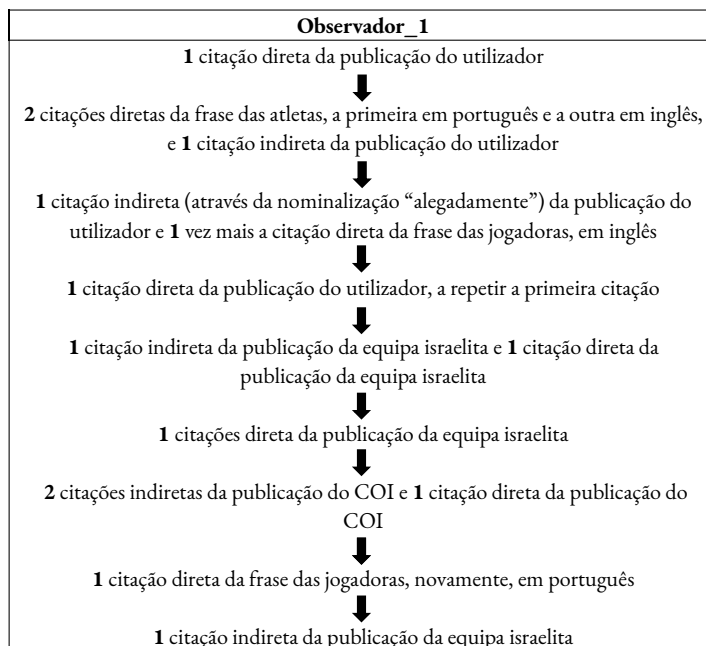 Observador_1
1 citação direta da publicação do utilizador
2 citações diretas da frase das atletas, a primeira em português e a outra em inglês,
e 1 citação indireta da publicação do utilizador
1 citação indireta (através da nominalização “alegadamente”) da publicação do
utilizador e 1 vez mais a citação direta da frase das jogadoras, em inglês
1 citação direta da publicação do utilizador, a repetir a primeira citação
1 citação indireta da publicação da equipa israelita e 1 citação direta da
publicação da equipa israelita
1 citações direta da publicação da equipa israelita
2 citações indiretas da publicação do COI e 1 citação direta da publicação do
COI
1 citação direta da frase das jogadoras, novamente, em português
1 citação indireta da publicação da equipa israelita